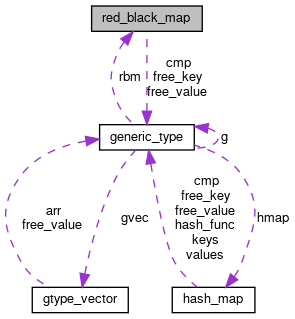 red_black_map
cmp
rbm
free_key
free_value
generic_type
g
cmp
free_key
arr
free_value
gvec
free_value
hmap
hash_func
keys
values
gtype_vector
hash_map